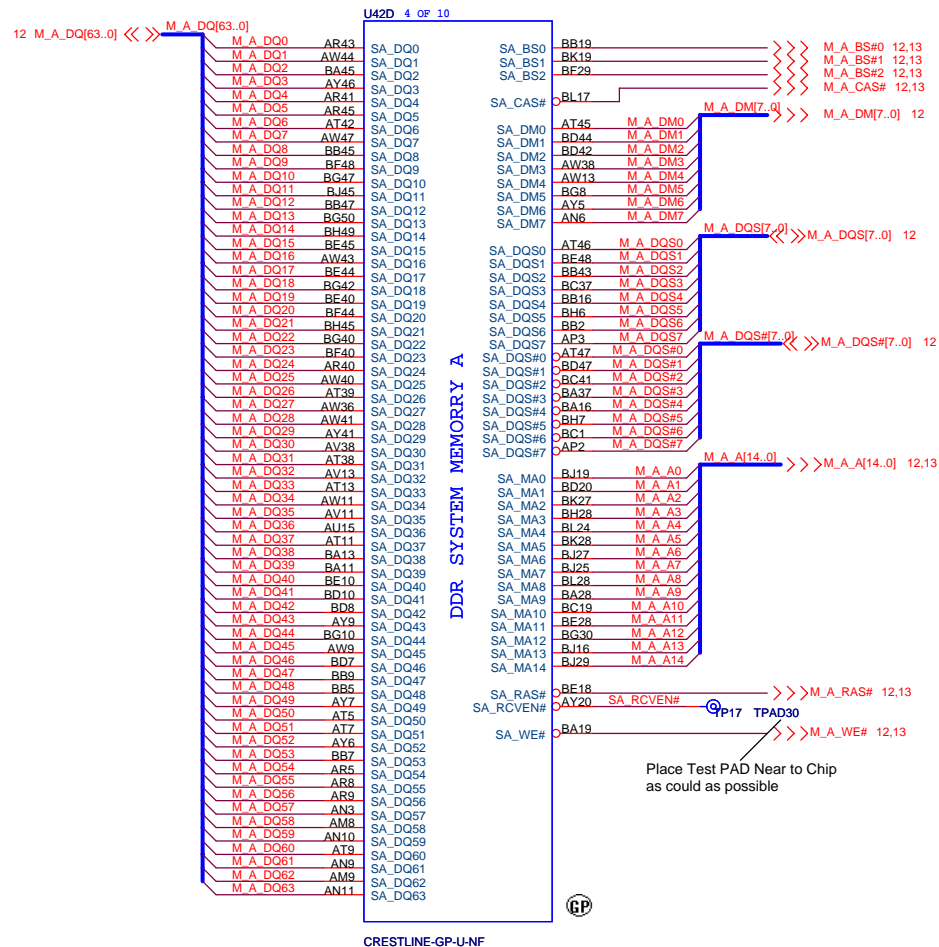 U42D 4 OF 10
12 M_A_DQ[63..0] M_A_DQ[63..0]
M_A_DQ0 AR43 SA_DQ0
M_A_DQ1 AW44 SA_DQ1
M_A_DQ2 BA45 SA_DQ2
M_A_DQ3 AY46 SA_DQ3
M_A_DQ4 AR41 SA_DQ4
M_A_DQ5 AR45 SA_DQ5
M_A_DQ6 AT42 SA_DQ6
M_A_DQ7 AW47 SA_DQ7
M_A_DQ8 BB45 SA_DQ8
M_A_DQ9 BF48 SA_DQ9
M_A_DQ10 BG47 SA_DQ10
M_A_DQ11 BJ45 SA_DQ11
M_A_DQ12 BB47 SA_DQ12
M_A_DQ13 BG50 SA_DQ13
M_A_DQ14 BH49 SA_DQ14
M_A_DQ15 BE45 SA_DQ15
M_A_DQ16 AW43 SA_DQ16
M_A_DQ17 BE44 SA_DQ17
M_A_DQ18 BG42 SA_DQ18
M_A_DQ19 BE40 SA_DQ19
M_A_DQ20 BF44 SA_DQ20
M_A_DQ21 BH45 SA_DQ21
M_A_DQ22 BG40 SA_DQ22
M_A_DQ23 BF40 SA_DQ23
M_A_DQ24 AR40 SA_DQ24
M_A_DQ25 AW40 SA_DQ25
M_A_DQ26 AT39 SA_DQ26
M_A_DQ27 AW36 SA_DQ27
M_A_DQ28 AW41 SA_DQ28
M_A_DQ29 AY41 SA_DQ29
M_A_DQ30 AV38 SA_DQ30
M_A_DQ31 AT38 SA_DQ31
M_A_DQ32 AV13 SA_DQ32
M_A_DQ33 AT13 SA_DQ33
M_A_DQ34 AW11 SA_DQ34
M_A_DQ35 AV11 SA_DQ35
M_A_DQ36 AU15 SA_DQ36
M_A_DQ37 AT11 SA_DQ37
M_A_DQ38 BA13 SA_DQ38
M_A_DQ39 BA11 SA_DQ39
M_A_DQ40 BE10 SA_DQ40
M_A_DQ41 BD10 SA_DQ41
M_A_DQ42 BD8 SA_DQ42
M_A_DQ43 AY9 SA_DQ43
M_A_DQ44 BG10 SA_DQ44
M_A_DQ45 AW9 SA_DQ45
M_A_DQ46 BD7 SA_DQ46
M_A_DQ47 BB9 SA_DQ47
M_A_DQ48 BB5 SA_DQ48
M_A_DQ49 AY7 SA_DQ49
M_A_DQ50 AT5 SA_DQ50
M_A_DQ51 AT7 SA_DQ51
M_A_DQ52 AY6 SA_DQ52
M_A_DQ53 BB7 SA_DQ53
M_A_DQ54 AR5 SA_DQ54
M_A_DQ55 AR8 SA_DQ55
M_A_DQ56 AR9 SA_DQ56
M_A_DQ57 AN3 SA_DQ57
M_A_DQ58 AM8 SA_DQ58
M_A_DQ59 AN10 SA_DQ59
M_A_DQ60 AT9 SA_DQ60
M_A_DQ61 AN9 SA_DQ61
M_A_DQ62 AM9 SA_DQ62
M_A_DQ63 AN11 SA_DQ63
DDR SYSTEM MEMORRY A
SA_BS0 BB19 M_A_BS#0 12,13
SA_BS1 BK19 M_A_BS#1 12,13
SA_BS2 BF29 M_A_BS#2 12,13
SA_CAS# BL17 M_A_CAS# 12,13
M_A_DM[7..0] M_A_DM[7..0] 12
SA_DM0 AT45 M_A_DM0
SA_DM1 BD44 M_A_DM1
SA_DM2 BD42 M_A_DM2
SA_DM3 AW38 M_A_DM3
SA_DM4 AW13 M_A_DM4
SA_DM5 BG8 M_A_DM5
SA_DM6 AY5 M_A_DM6
SA_DM7 AN6 M_A_DM7
M_A_DQS[7..0] M_A_DQS[7..0] 12
SA_DQS0 AT46 M_A_DQS0
SA_DQS1 BE48 M_A_DQS1
SA_DQS2 BB43 M_A_DQS2
SA_DQS3 BC37 M_A_DQS3
SA_DQS4 BB16 M_A_DQS4
SA_DQS5 BH6 M_A_DQS5
SA_DQS6 BB2 M_A_DQS6
SA_DQS7 AP3 M_A_DQS7
M_A_DQS#[7..0] M_A_DQS#[7..0] 12
SA_DQS#0 AT47 M_A_DQS#0
SA_DQS#1 BD47 M_A_DQS#1
SA_DQS#2 BC41 M_A_DQS#2
SA_DQS#3 BA37 M_A_DQS#3
SA_DQS#4 BA16 M_A_DQS#4
SA_DQS#5 BH7 M_A_DQS#5
SA_DQS#6 BC1 M_A_DQS#6
SA_DQS#7 AP2 M_A_DQS#7
M_A_A[14..0] M_A_A[14..0] 12,13
SA_MA0 BJ19 M_A_A0
SA_MA1 BD20 M_A_A1
SA_MA2 BK27 M_A_A2
SA_MA3 BH28 M_A_A3
SA_MA4 BL24 M_A_A4
SA_MA5 BK28 M_A_A5
SA_MA6 BJ27 M_A_A6
SA_MA7 BJ25 M_A_A7
SA_MA8 BL28 M_A_A8
SA_MA9 BA28 M_A_A9
SA_MA10 BC19 M_A_A10
SA_MA11 BE28 M_A_A11
SA_MA12 BG30 M_A_A12
SA_MA13 BJ16 M_A_A13
SA_MA14 BJ29 M_A_A14
SA_RAS# BE18 M_A_RAS# 12,13
SA_RCVEN# AY20 SA_RCVEN# TP17 TPAD30
SA_WE# BA19 M_A_WE# 12,13
Place Test PAD Near to Chip
as could as possible
GP
CRESTLINE-GP-U-NF